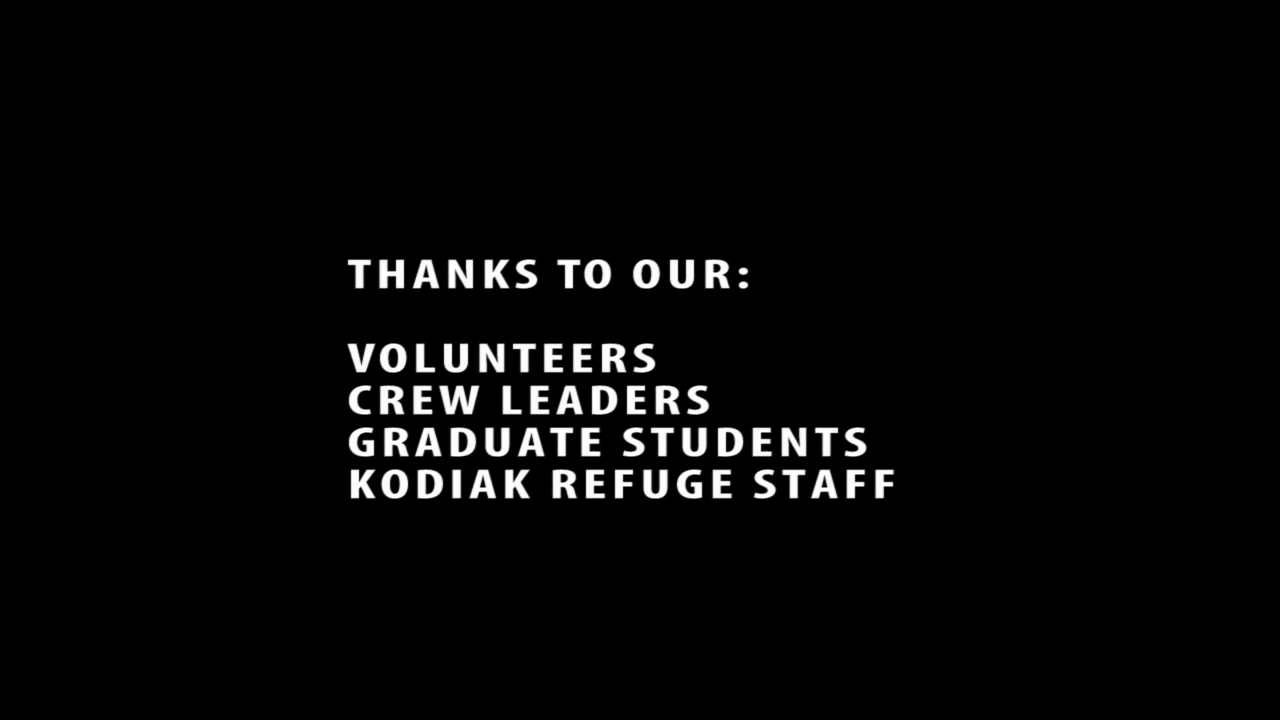 THANKS TO OUR:
VOLUNTEERS
CREW LEADERS
GRADUATE STUDENTS
KODIAK REFUGE STAFF